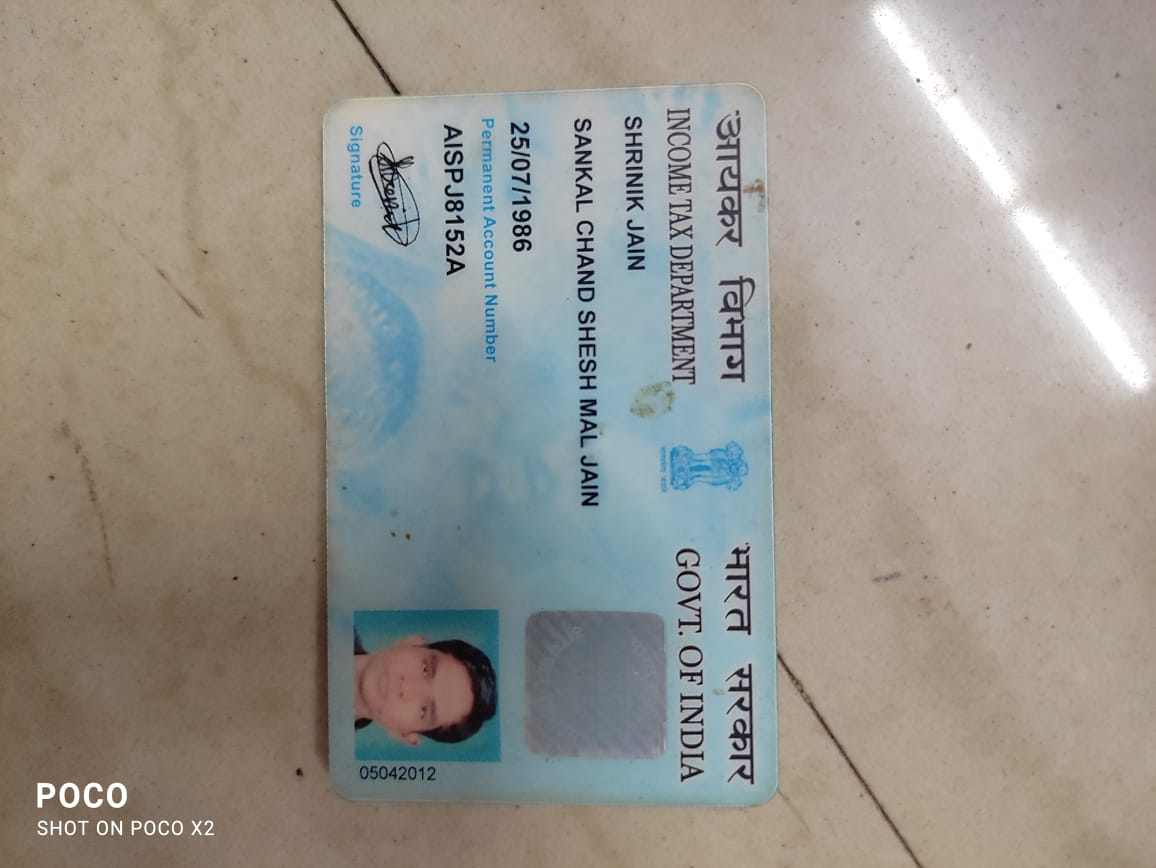 आयकर विभाग
INCOME TAX DEPARTMENT
भारत सरकार
GOVT. OF INDIA
SHRINIK JAIN
SANKAL CHAND SHESH MAL JAIN
25/07/1986
Permanent Account Number
AISPJ8152A
Signature
05042012
POCO
SHOT ON POCO X2